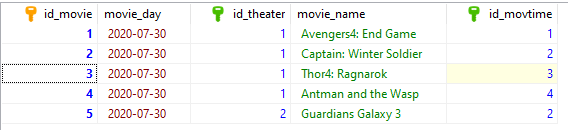 id_movie movie_day id_theater movie_name id_movtime
1 2020-07-30 1 Avengers4: End Game 1
2 2020-07-30 1 Captain: Winter Soldier 2
3 2020-07-30 1 Thor4: Ragnarok 3
4 2020-07-30 1 Antman and the Wasp 4
5 2020-07-30 2 Guardians Galaxy 3 2